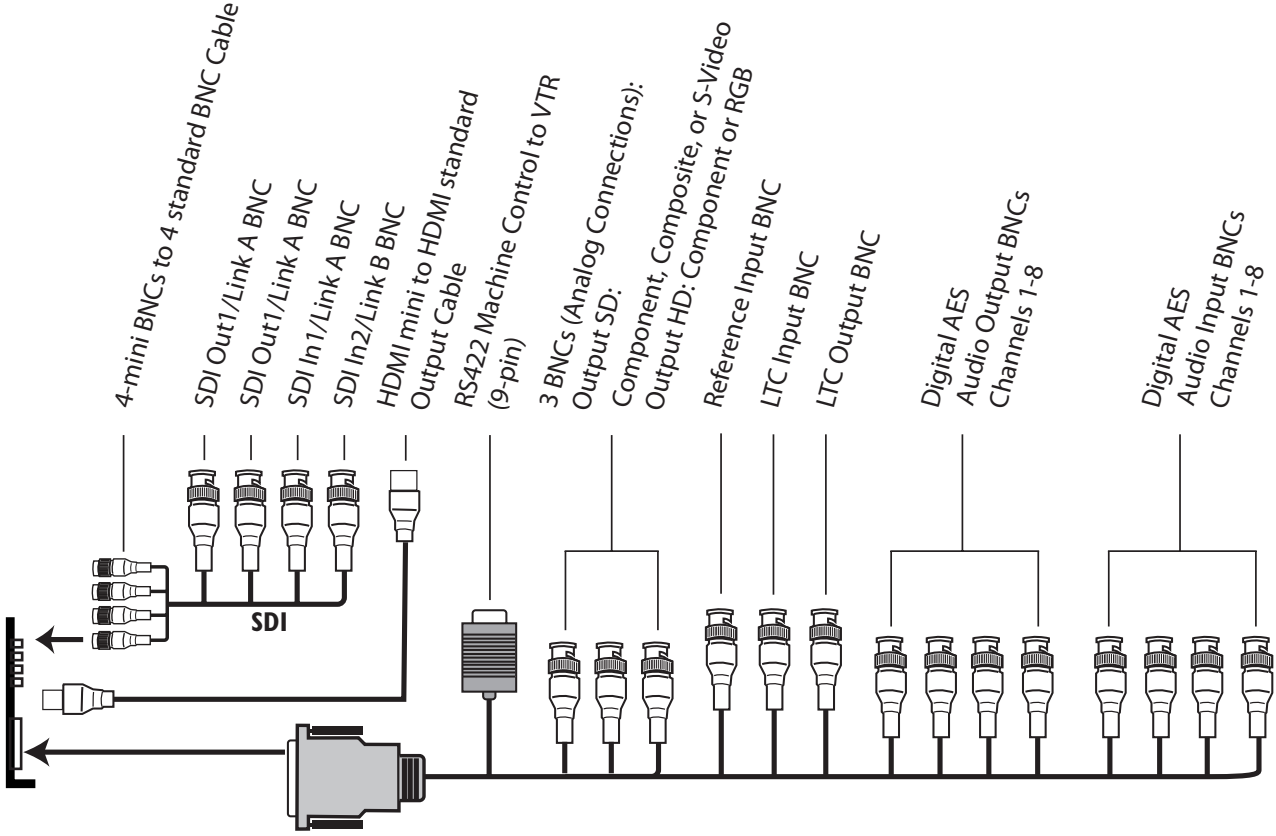 4-mini BNCs to 4 standard BNC Cable
SDI Out1/Link A BNC
SDI Out1/Link A BNC
SDI In1/Link A BNC
SDI In2/Link B BNC
HDMI mini to HDMI standard
Output Cable
RS422 Machine Control to VTR
(9-pin)
3 BNCs (Analog Connections):
Output SD:
Component, Composite, or S-Video
Output HD: Component or RGB
Reference Input BNC
LTC Input BNC
LTC Output BNC
Digital AES
Audio Output BNCs
Channels 1-8
Digital AES
Audio Input BNCs
Channels 1-8
SDI